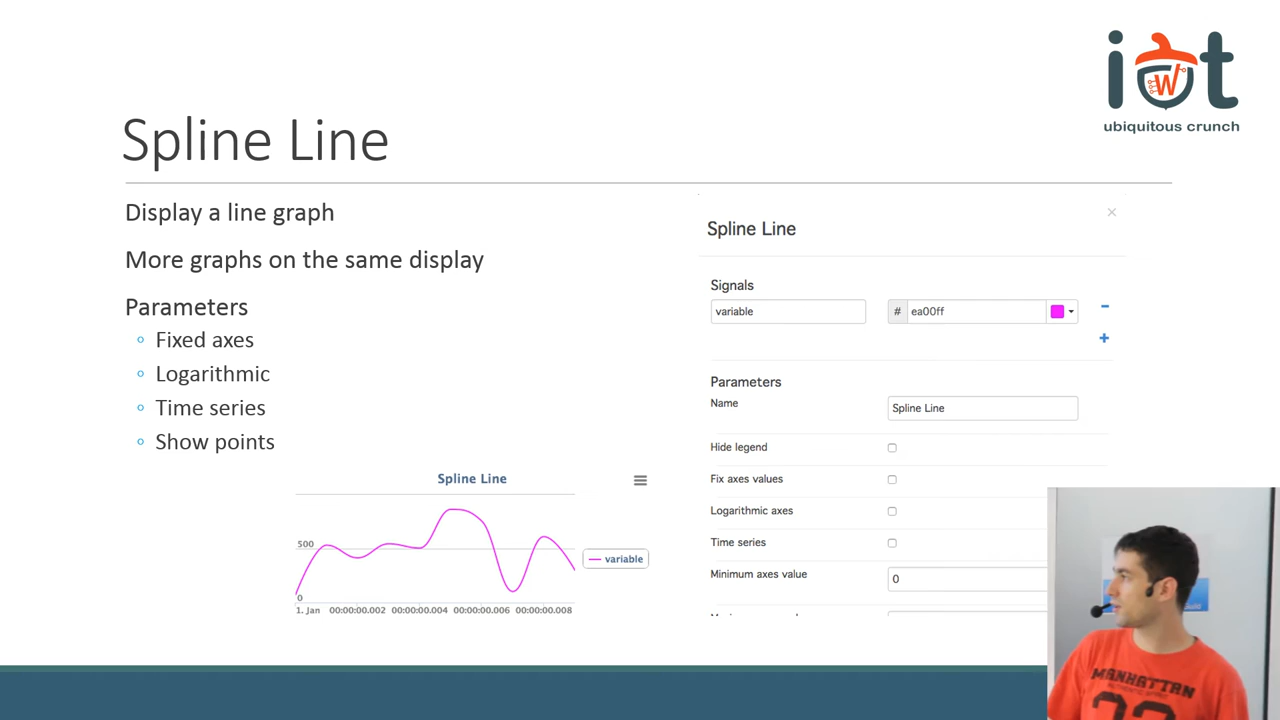 iot
W
ubiquitous crunch
Spline Line
Display a line graph
More graphs on the same display
Parameters
Fixed axes
Logarithmic
Time series
Show points
Spline Line
500
0
variable
1. Jan 00:00:00.002 00:00:00.004 00:00:00.006 00:00:00.008
Spline Line
Signals
variable # ea00ff
Parameters
Name Spline Line
Hide legend
Fix axes values
Logarithmic axes
Time series
Minimum axes value 0
MANHATTAN